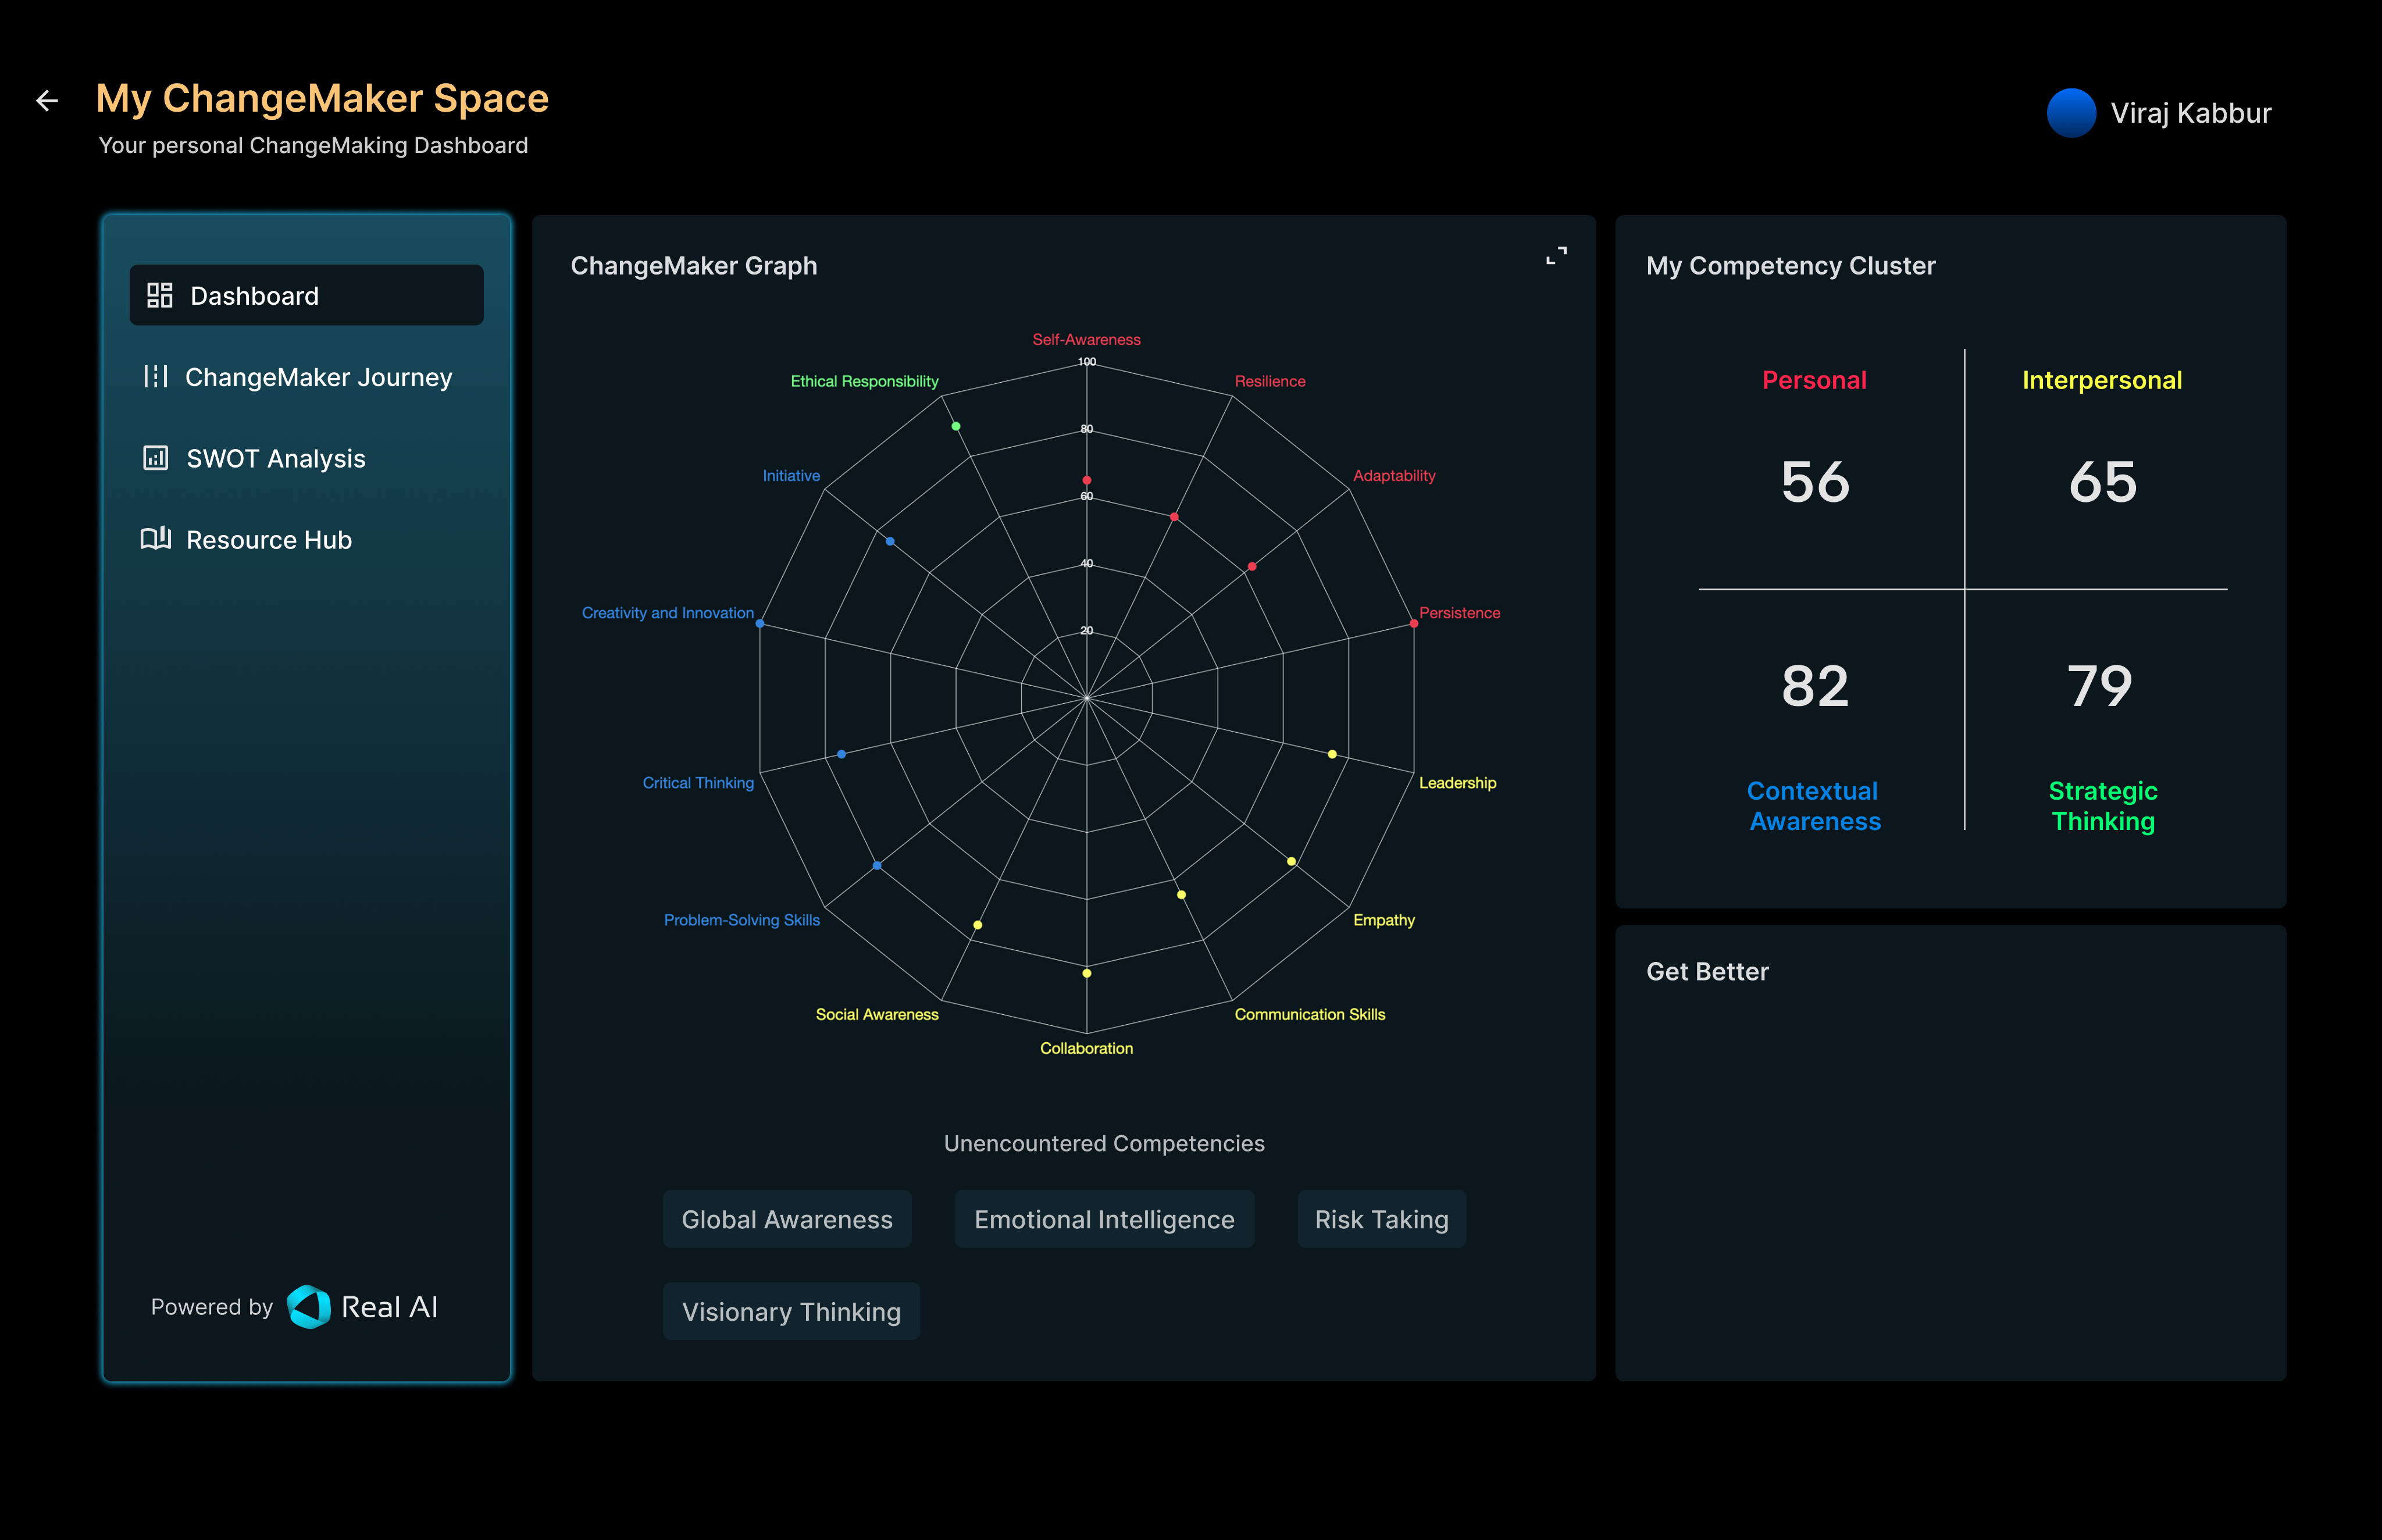 My ChangeMaker Space
Your personal ChangeMaking Dashboard
Viraj Kabbur
Dashboard
ChangeMaker Journey
SWOT Analysis
Resource Hub
Powered by Real AI
ChangeMaker Graph
Self-Awareness
100
Ethical Responsibility
Resilience
80
Initiative
Adaptability
60
40
Creativity and Innovation
Persistence
20
Critical Thinking
Leadership
Problem-Solving Skills
Empathy
Social Awareness
Communication Skills
Collaboration
Unencountered Competencies
Global Awareness
Emotional Intelligence
Risk Taking
Visionary Thinking
My Competency Cluster
Personal
Interpersonal
56
65
82
79
Contextual
Awareness
Strategic
Thinking
Get Better